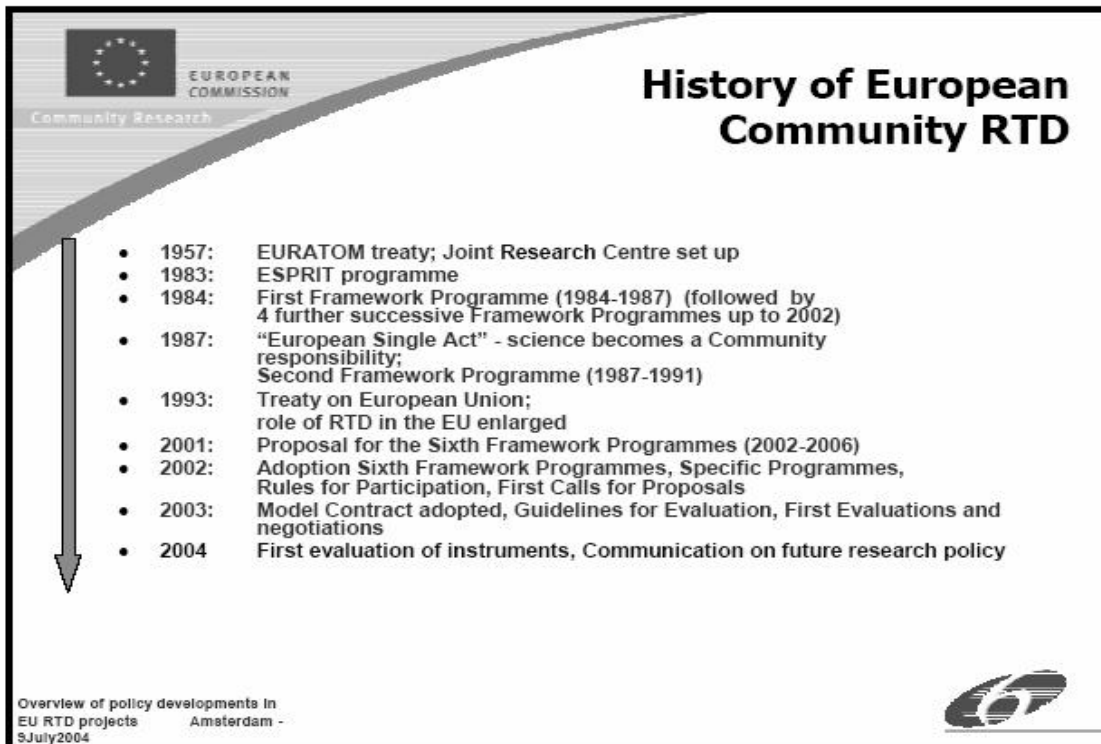 EUROPEAN
COMMISSION
Community Research
History of European
Community RTD
• 1957: EURATOM treaty; Joint Research Centre set up
• 1983: ESPRIT programme
• 1984: First Framework Programme (1984-1987) (followed by
4 further successive Framework Programmes up to 2002)
• 1987: “European Single Act” - science becomes a Community
responsibility;
Second Framework Programme (1987-1991)
• 1993: Treaty on European Union;
role of RTD in the EU enlarged
• 2001: Proposal for the Sixth Framework Programmes (2002-2006)
• 2002: Adoption Sixth Framework Programmes, Specific Programmes,
Rules for Participation, First Calls for Proposals
• 2003: Model Contract adopted, Guidelines for Evaluation, First Evaluations and
negotiations
• 2004 First evaluation of instruments, Communication on future research policy
Overview of policy developments in
EU RTD projects Amsterdam -
9July2004
6